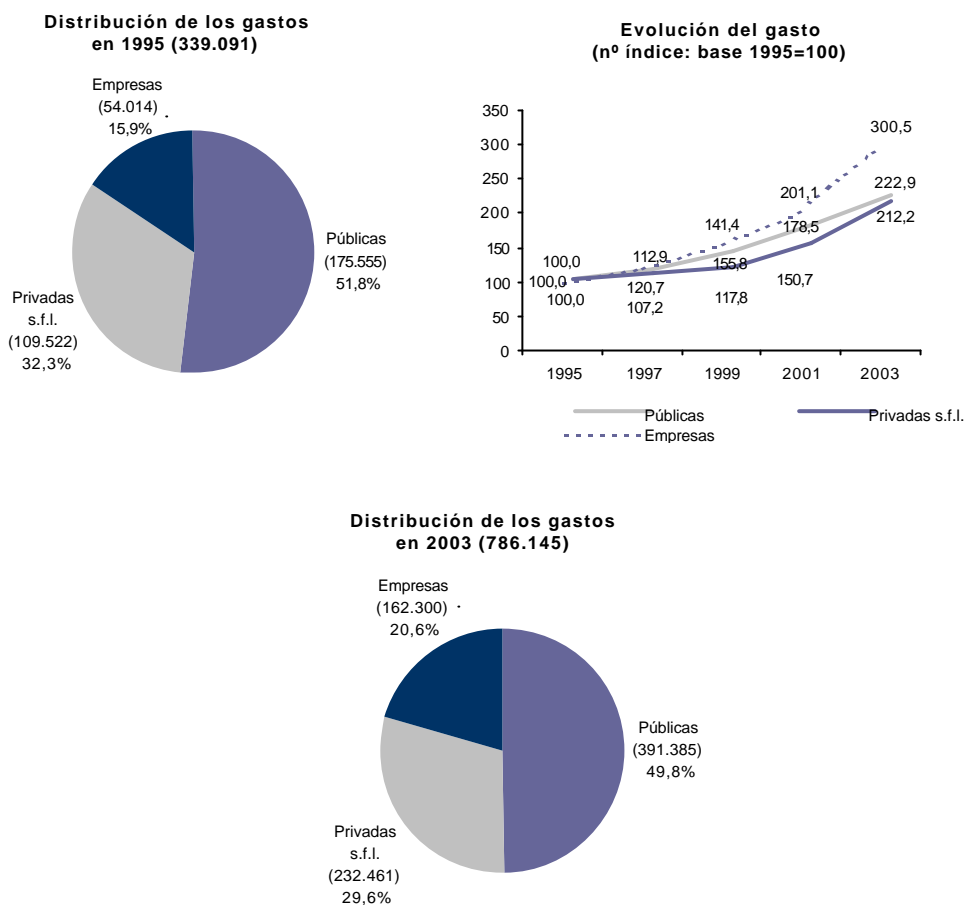 Distribución de los gastos
en 1995 (339.091)
Empresas
(54.014)
15,9%
Públicas
(175.555)
51,8%
Privadas
s.f.l.
(109.522)
32,3%
Evolución del gasto
(nº índice: base 1995=100)
350
300
250
200
150
100
50
0
300,5
222,9
212,2
201,1
178,5
150,7
141,4
155,8
117,8
112,9
120,7
107,2
100,0
100,0
100,0
1995 1997 1999 2001 2003
Públicas Privadas s.f.l.
Empresas
Distribución de los gastos
en 2003 (786.145)
Empresas
(162.300)
20,6%
Públicas
(391.385)
49,8%
Privadas
s.f.l.
(232.461)
29,6%